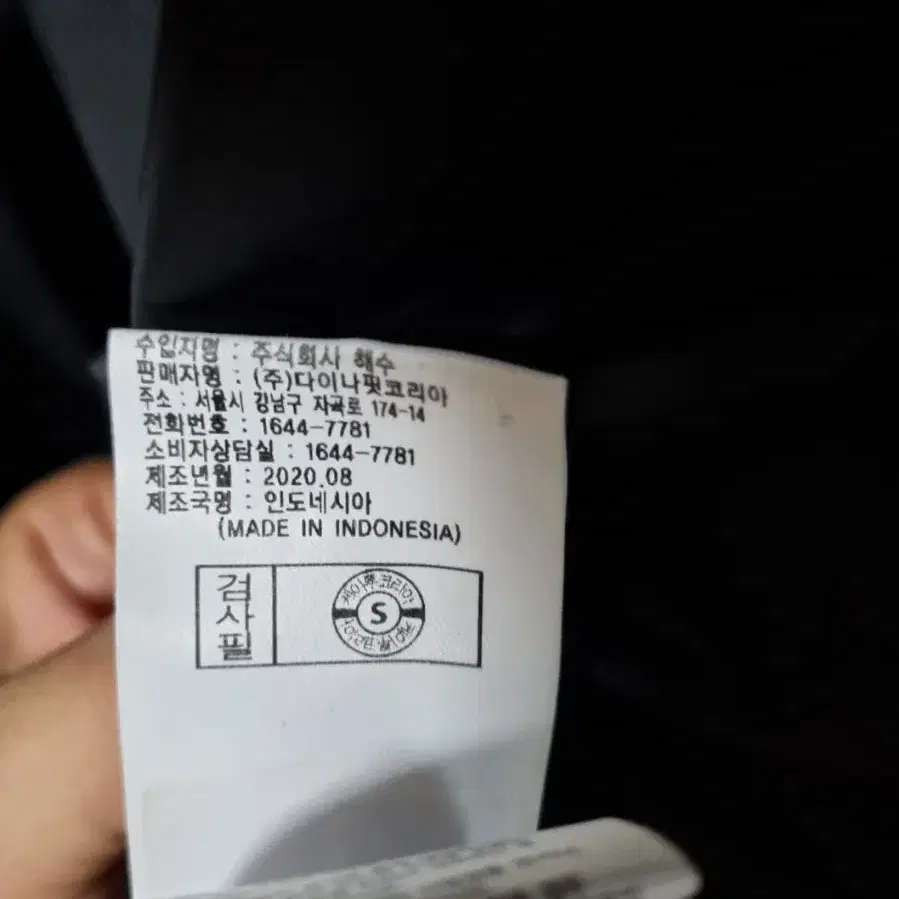 수입자명 : 주식회사 해수
판매자명 : (주)다이나핏코리아
주소 : 서울시 강남구 자곡로 174-14
전화번호 : 1644-7781
소비자상담실 : 1644-7781
제조년월 : 2020.08
제조국명 : 인도네시아
(MADE IN INDONESIA)
검사필
S